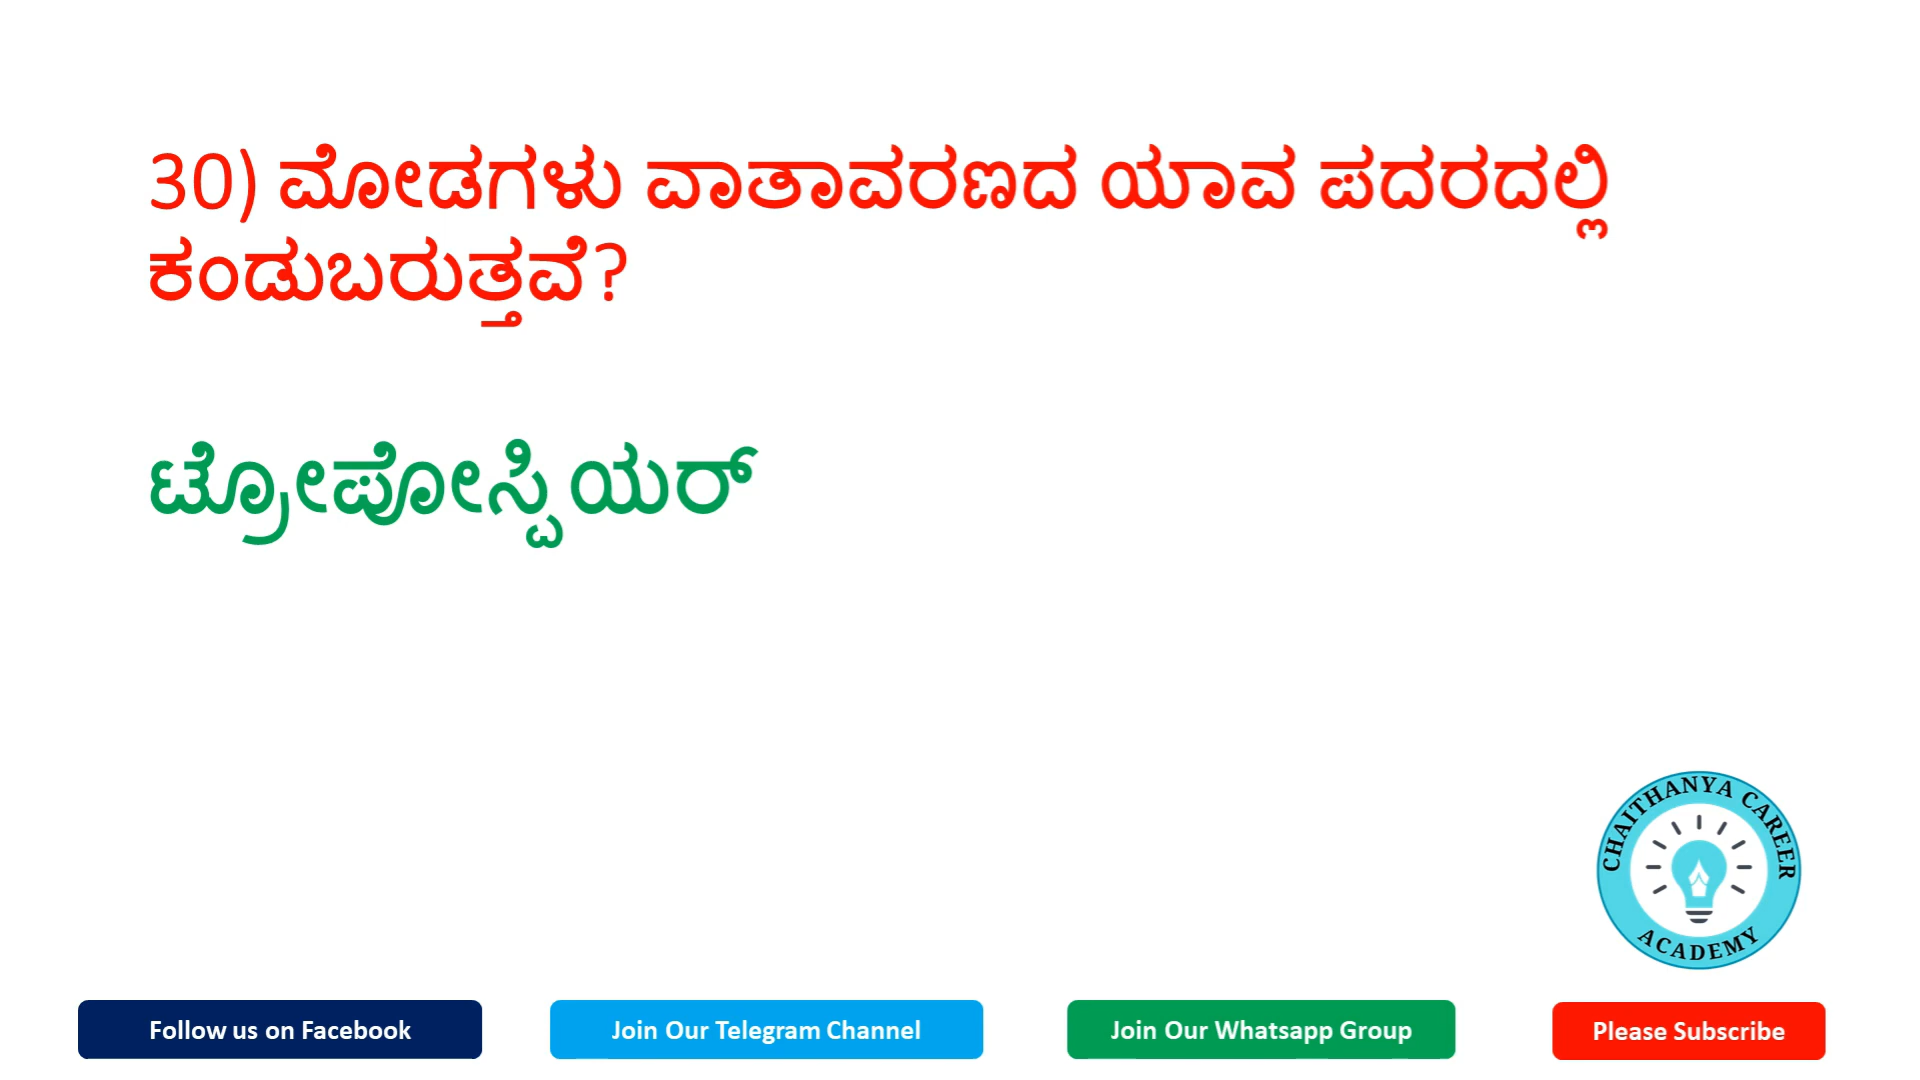 30) ಮೋಡಗಳು ವಾತಾವರಣದ ಯಾವ ಪದರದಲ್ಲಿ
ಕಂಡುಬರುತ್ತವೆ?
ಟ್ರೋಪೋಸ್ಪಿಯರ್
CHAITHANYA CAREER
ACADEMY
Follow us on Facebook
Join Our Telegram Channel
Join Our Whatsapp Group
Please Subscribe